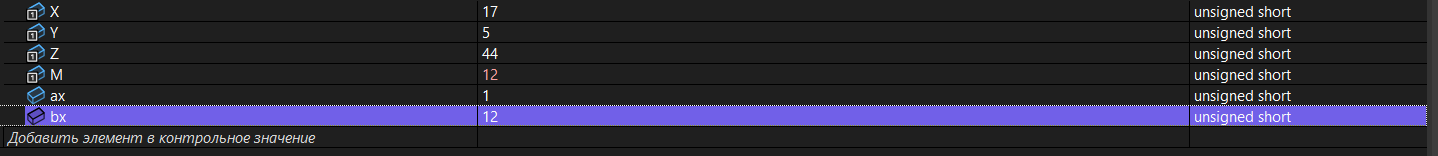 X 17 unsigned short
Y 5 unsigned short
Z 44 unsigned short
M 12 unsigned short
ax 1 unsigned short
bx 12 unsigned short
Добавить элемент в контрольное значение